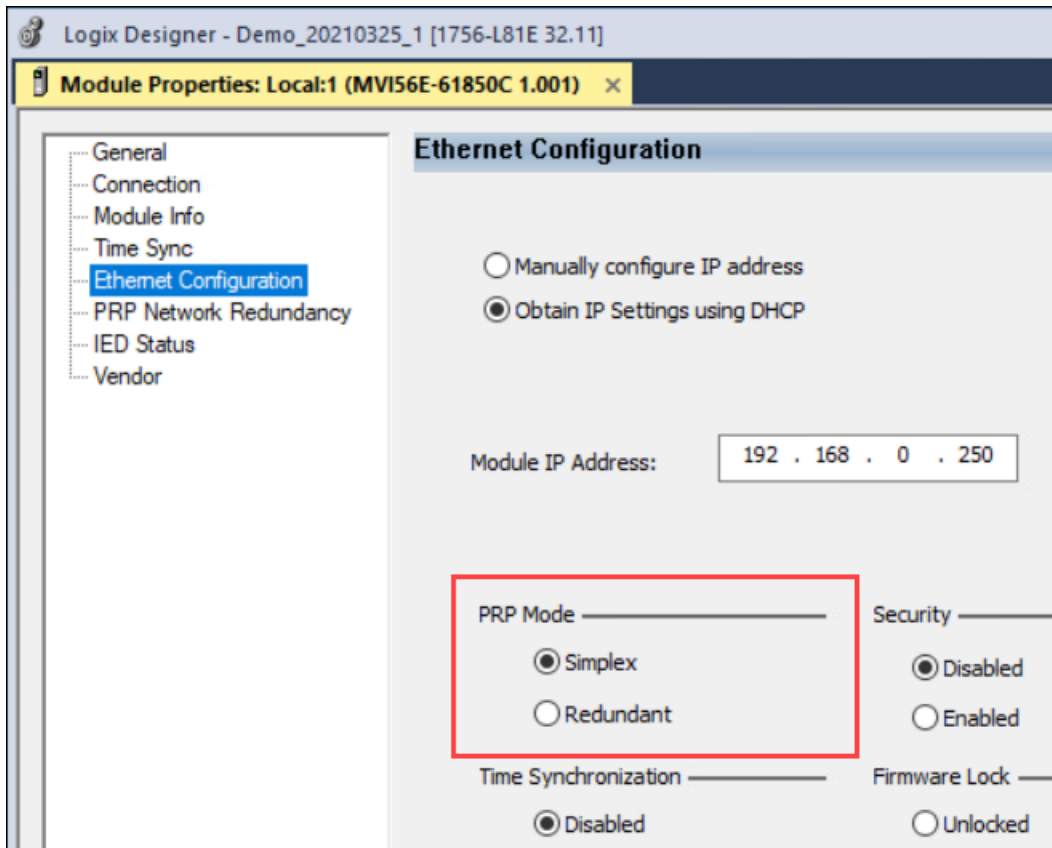 Logix Designer - Demo_20210325_1 [1756-L81E 32.11]
Module Properties: Local:1 (MVI56E-61850C 1.001) ×
General
Connection
Module Info
Time Sync
Ethernet Configuration
PRP Network Redundancy
IED Status
Vendor
Ethernet Configuration
Manually configure IP address
Obtain IP Settings using DHCP
Module IP Address: 192 . 168 . 0 . 250
PRP Mode
Simplex
Redundant
Security
Disabled
Enabled
Time Synchronization
Disabled
Firmware Lock
Unlocked